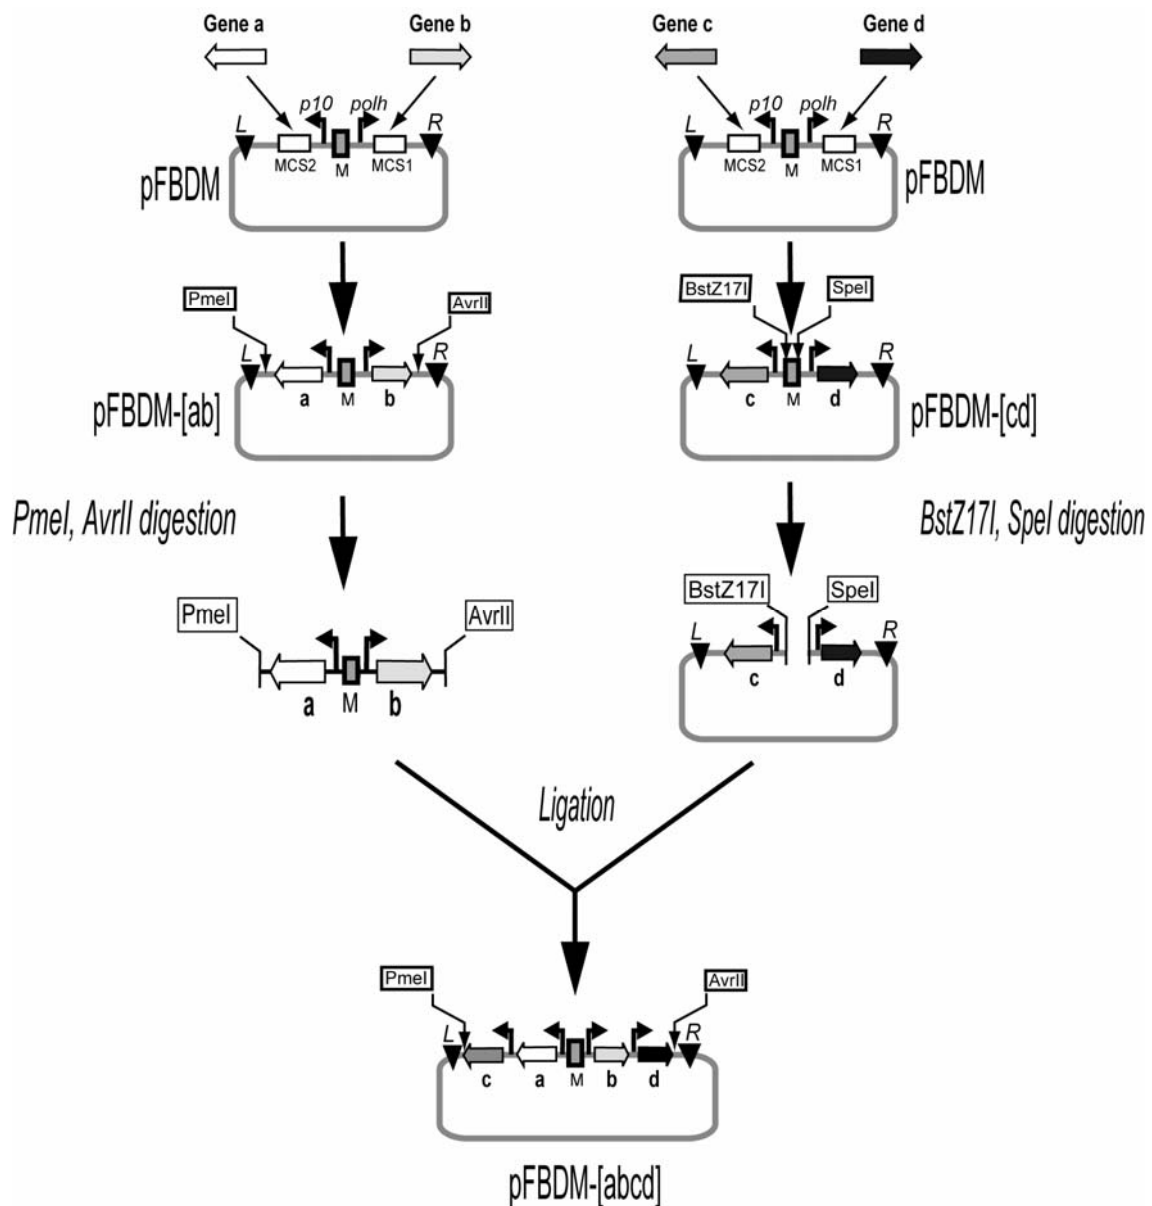 Gene a Gene b Gene c Gene d
p10 polh p10 polh
L R L R
MCS2 M MCS1 MCS2 M MCS1
pFBDM pFBDM
PmeI AvrII BstZ17I SpeI
L R L R
a M b c M d
pFBDM-[ab] pFBDM-[cd]
PmeI, AvrII digestion BstZ17I, SpeI digestion
PmeI AvrII BstZ17I SpeI
L R
a M b c d
Ligation
PmeI AvrII
L R
c a M b d
pFBDM-[abcd]